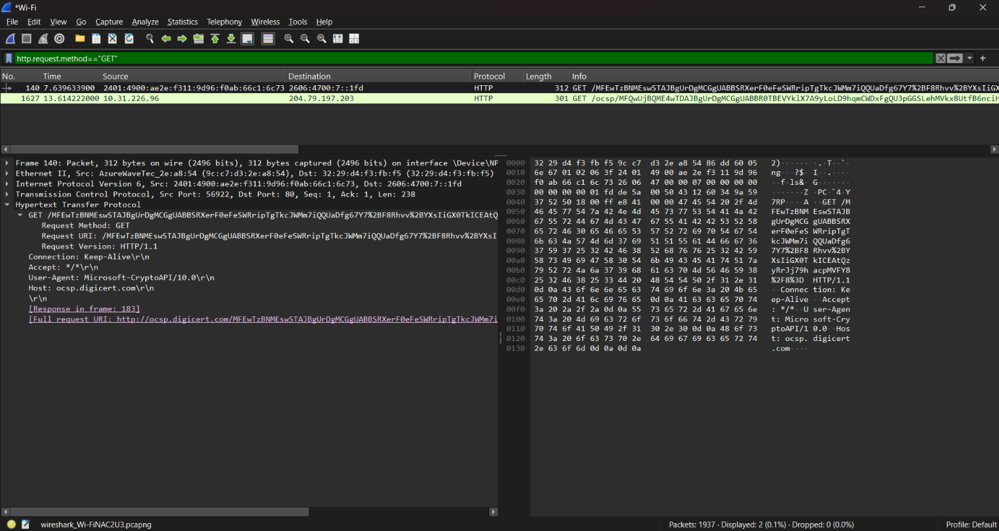 *Wi-Fi
File Edit View Go Capture Analyze Statistics Telephony Wireless Tools Help
http.request.method=="GET"
No. Time Source Destination Protocol Length Info
140 7.639633900 2401:4900:ae2e:f311:9d96:f0ab:66c1:6c73 2606:4700:7::1fd HTTP 312 GET /MFEwTzBNMEswSTAJBgUrDgMCGgUABBSRXerF0eFeSWRripTgTkcJWMm7iQQUaDfg67Y7%2BF8Rhvv%2BYXsIiGX
1627 13.614222000 10.31.226.96 204.79.197.203 HTTP 301 GET /ocsp/MFQwUjBQME4wTDAJBgUrDgMCGgUABBR0TBEVYklX7A9yLoLD9hqmCWDxFgQU3pGGSLehMVkx8UtfB6nciH
Frame 140: Packet, 312 bytes on wire (2496 bits), 312 bytes captured (2496 bits) on interface \Device\NP
Ethernet II, Src: AzureWaveTec_2e:a8:54 (9c:c7:d3:2e:a8:54), Dst: 32:29:d4:f3:fb:f5 (32:29:d4:f3:fb:f5)
Internet Protocol Version 6, Src: 2401:4900:ae2e:f311:9d96:f0ab:66c1:6c73, Dst: 2606:4700:7::1fd
Transmission Control Protocol, Src Port: 56922, Dst Port: 80, Seq: 1, Ack: 1, Len: 238
Hypertext Transfer Protocol
GET /MFEwTzBNMEswSTAJBgUrDgMCGgUABBSRXerF0eFeSWRripTgTkcJWMm7iQQUaDfg67Y7%2BF8Rhvv%2BYXsIiGX0TkICEAtQ
Request Method: GET
Request URI: /MFEwTzBNMEswSTAJBgUrDgMCGgUABBSRXerF0eFeSWRripTgTkcJWMm7iQQUaDfg67Y7%2BF8Rhvv%2BYXsI
Request Version: HTTP/1.1
Connection: Keep-Alive\r\n
Accept: */*\r\n
User-Agent: Microsoft-CryptoAPI/10.0\r\n
Host: ocsp.digicert.com\r\n
\r\n
[Response in frame: 183]
[Full request URI: http://ocsp.digicert.com/MFEwTzBNMEswSTAJBgUrDgMCGgUABBSRXerF0eFeSWRripTgTkcJWMm7i
0000 32 29 d4 f3 fb f5 9c c7 d3 2e a8 54 86 dd 60 05 2)······ ·.·T··`·
0010 6e 67 01 02 06 3f 24 01 49 00 ae 2e f3 11 9d 96 ng···?$· I··.····
0020 f0 ab 66 c1 6c 73 26 06 47 00 00 07 00 00 00 00 ··f·ls&· G·······
0030 00 00 00 00 01 fd de 5a 00 50 43 12 60 34 9a 59 ·······Z ·PC·`4·Y
0040 37 52 50 18 00 ff e8 41 00 00 47 45 54 20 2f 4d 7RP····A ··GET /M
0050 46 45 77 54 7a 42 4e 4d 45 73 77 53 54 41 4a 42 FEwTzBNM EswSTAJB
0060 67 55 72 44 67 4d 43 47 67 55 41 42 42 53 52 58 gUrDgMCG gUABBSRX
0070 65 72 46 30 65 46 65 53 57 52 72 69 70 54 67 54 erF0eFeS WRripTgT
0080 6b 63 4a 57 4d 6d 37 69 51 51 55 61 44 66 67 36 kcJWMm7i QQUaDfg6
0090 37 59 37 25 32 42 46 38 52 68 76 76 25 32 42 59 7Y7%2BF8 Rhvv%2BY
00a0 58 73 49 69 47 58 30 54 6b 49 43 45 41 74 51 7a XsIiGX0T kICEAtQz
00b0 79 52 72 4a 6a 37 39 68 61 63 70 4d 56 46 59 38 yRrJj79h acpMVFY8
00c0 25 32 46 38 25 33 44 20 48 54 54 50 2f 31 2e 31 %2F8%3D  HTTP/1.1
00d0 0d 0a 43 6f 6e 6e 65 63 74 69 6f 6e 3a 20 4b 65 ··Connec tion: Ke
00e0 65 70 2d 41 6c 69 76 65 0d 0a 41 63 63 65 70 74 ep-Alive ··Accept
00f0 3a 20 2a 2f 2a 0d 0a 55 73 65 72 2d 41 67 65 6e : */*··U ser-Agen
0100 74 3a 20 4d 69 63 72 6f 73 6f 66 74 2d 43 72 79 t: Micro soft-Cry
0110 70 74 6f 41 50 49 2f 31 30 2e 30 0d 0a 48 6f 73 ptoAPI/1 0.0··Hos
0120 74 3a 20 6f 63 73 70 2e 64 69 67 69 63 65 72 74 t: ocsp. digicert
0130 2e 63 6f 6d 0d 0a 0d 0a .com····
wireshark_Wi-FiNAC2U3.pcapng Packets: 1937 · Displayed: 2 (0.1%) · Dropped: 0 (0.0%) Profile: Default